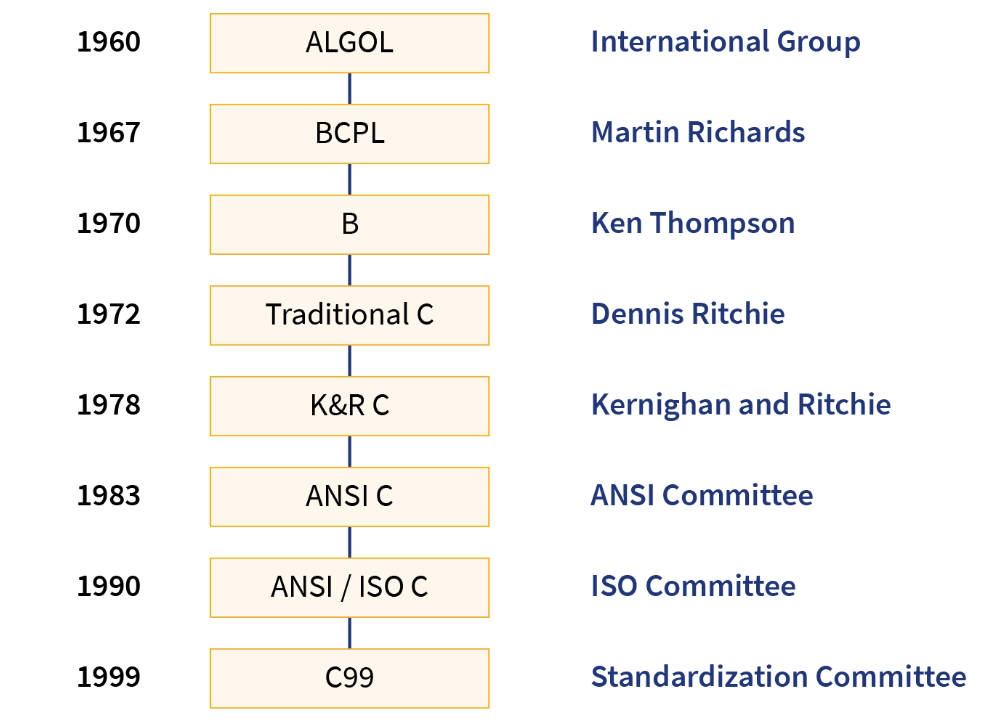 1960 ALGOL International Group
1967 BCPL Martin Richards
1970 B Ken Thompson
1972 Traditional C Dennis Ritchie
1978 K&R C Kernighan and Ritchie
1983 ANSI C ANSI Committee
1990 ANSI / ISO C ISO Committee
1999 C99 Standardization Committee